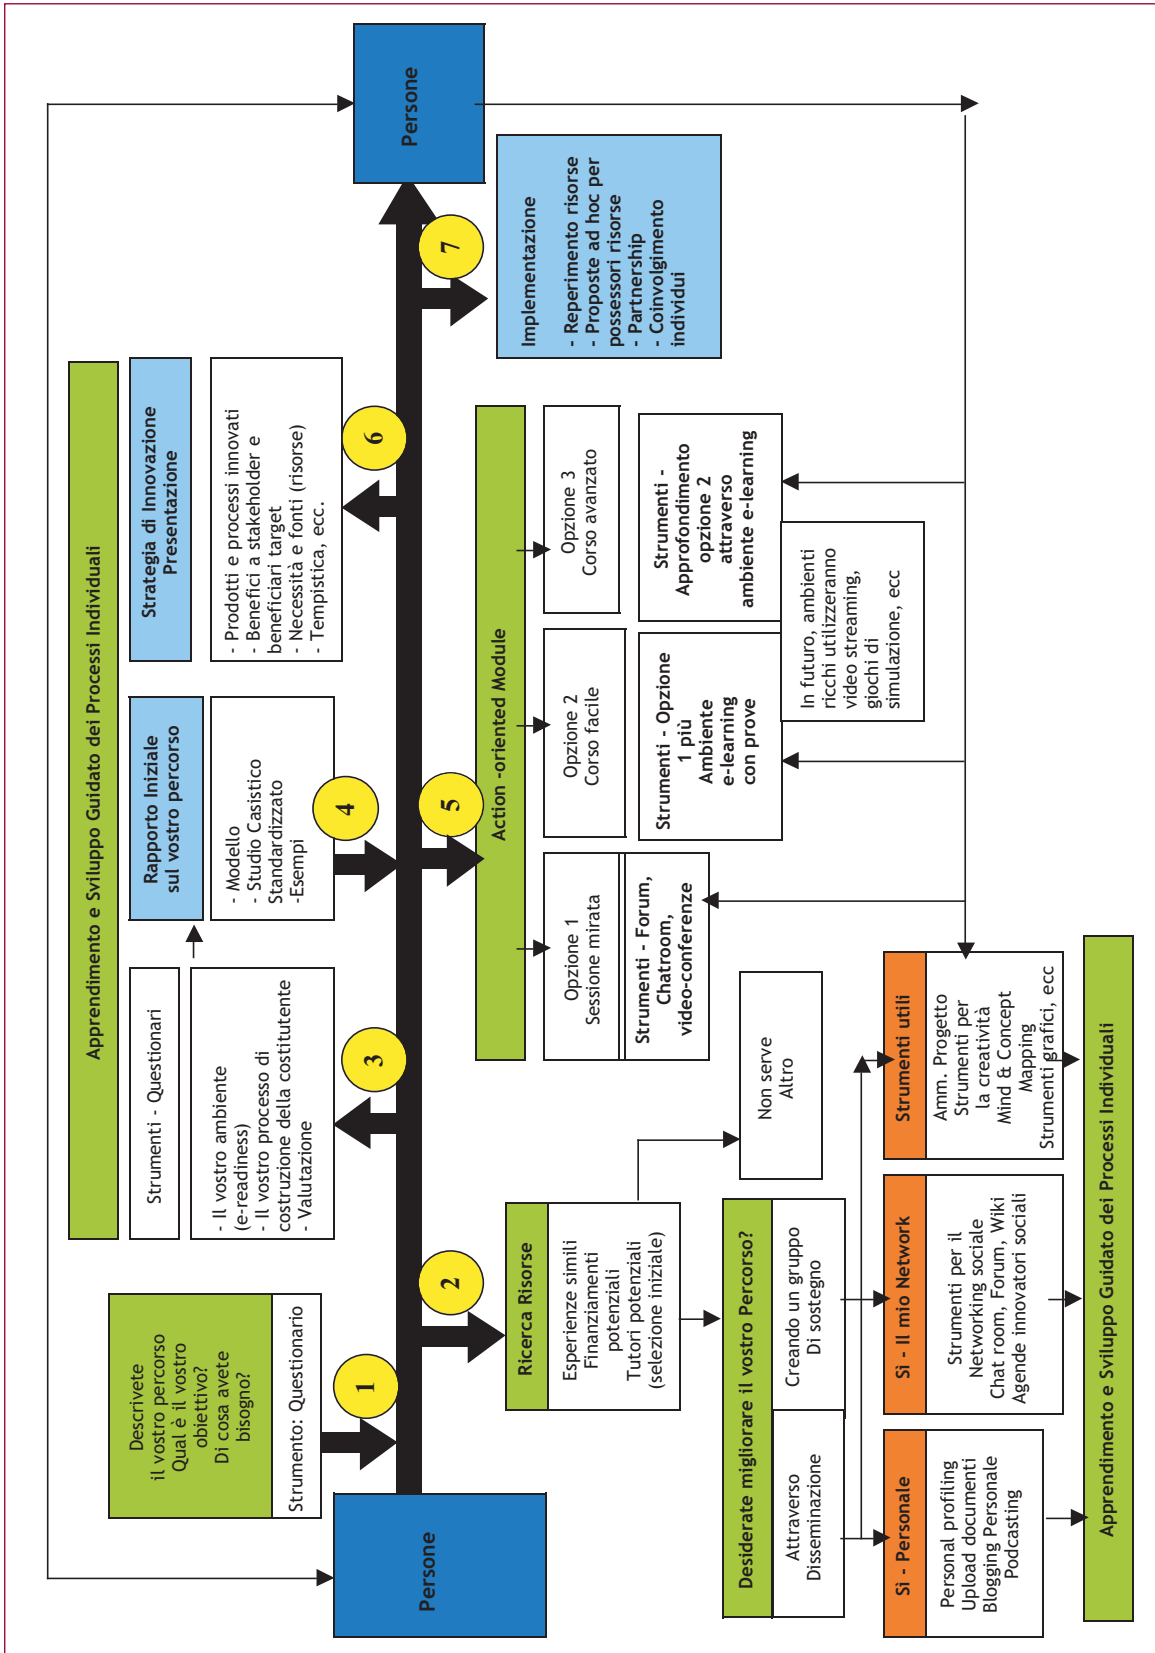 Persone
Descrivete
il vostro percorso
Qual è il vostro
obiettivo?
Di cosa avete
bisogno?
Strumento: Questionario
1
Apprendimento e Sviluppo Guidato dei Processi Individuali
Strumenti - Questionari
- Il vostro ambiente
(e-readiness)
- Il vostro processo di
costruzione della costitutente
- Valutazione
3
Rapporto Iniziale
sul vostro percorso
- Modello
- Studio Casistico
Standardizzato
-Esempi
4
Strategia di Innovazione
Presentazione
- Prodotti e processi innovati
- Benefici a stakeholder e
beneficiari target
- Necessità e fonti (risorse)
- Tempistica, ecc.
6
Persone
2
Ricerca Risorse
Esperienze simili
Finanziamenti
potenziali
Tutori potenziali
(selezione iniziale)
Non serve
Altro
Desiderate migliorare il vostro Percorso?
Attraverso
Disseminazione
Creando un gruppo
Di sostegno
Sì - Personale
Personal profiling
Upload documenti
Blogging Personale
Podcasting
Sì - Il mio Network
Strumenti per il
Networking sociale
Chat room, Forum, Wiki
Agende innovatori sociali
Strumenti utili
Amm. Progetto
Strumenti per
la creatività
Mind & Concept
Mapping
Strumenti grafici, ecc
Apprendimento e Sviluppo Guidato dei Processi Individuali
5
Action -oriented Module
Opzione 1
Sessione mirata
Strumenti - Forum,
Chatroom,
video-conferenze
Opzione 2
Corso facile
Strumenti - Opzione
1 più
Ambiente
e-learning
con prove
Opzione 3
Corso avanzato
Strumenti -
Approfondimento
opzione 2
attraverso
ambiente e-learning
In futuro, ambienti
ricchi utilizzeranno
video streaming,
giochi di
simulazione, ecc
7
Implementazione
- Reperimento risorse
- Proposte ad hoc per
possessori risorse
- Partnership
- Coinvolgimento
individui